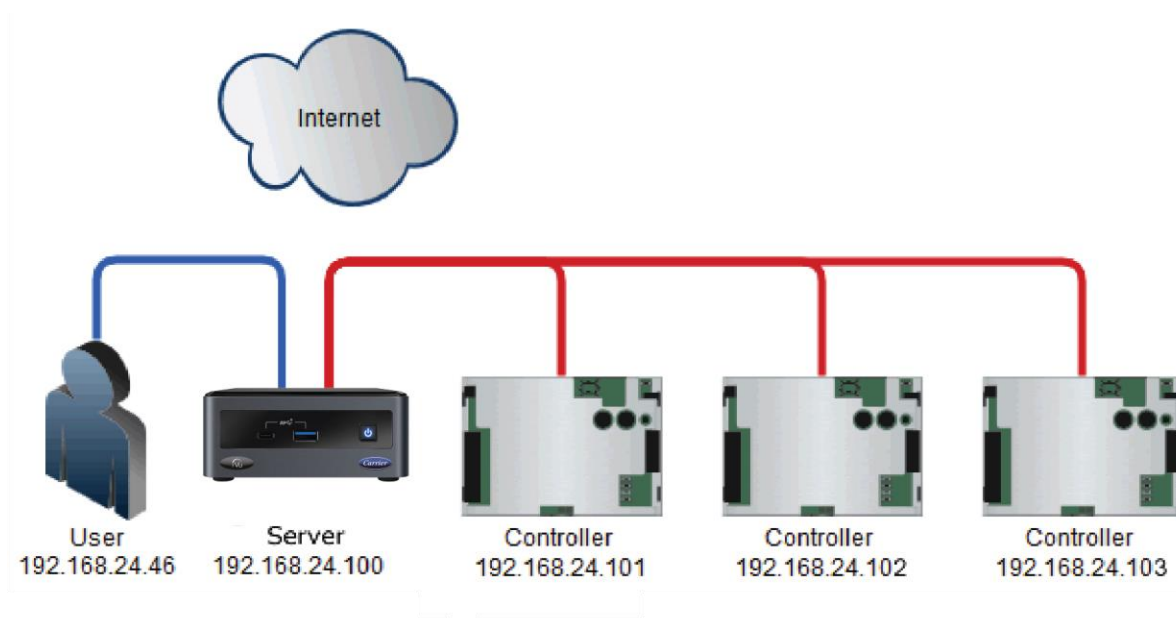 Internet
Carrier
User
192.168.24.46
Server
192.168.24.100
Controller
192.168.24.101
Controller
192.168.24.102
Controller
192.168.24.103